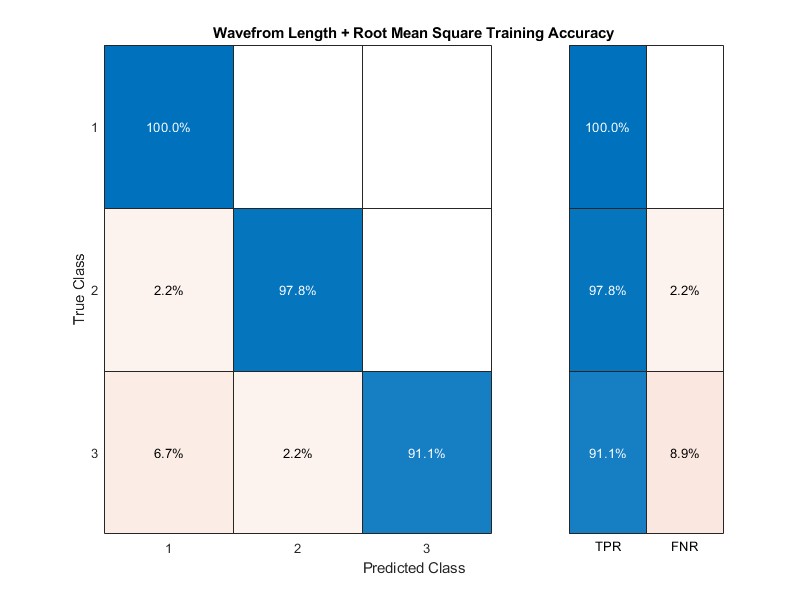 Wavefrom Length + Root Mean Square Training Accuracy
True Class
1 100.0% 100.0%
2 2.2% 97.8% 97.8% 2.2%
3 6.7% 2.2% 91.1% 91.1% 8.9%
1 2 3 TPR FNR
Predicted Class